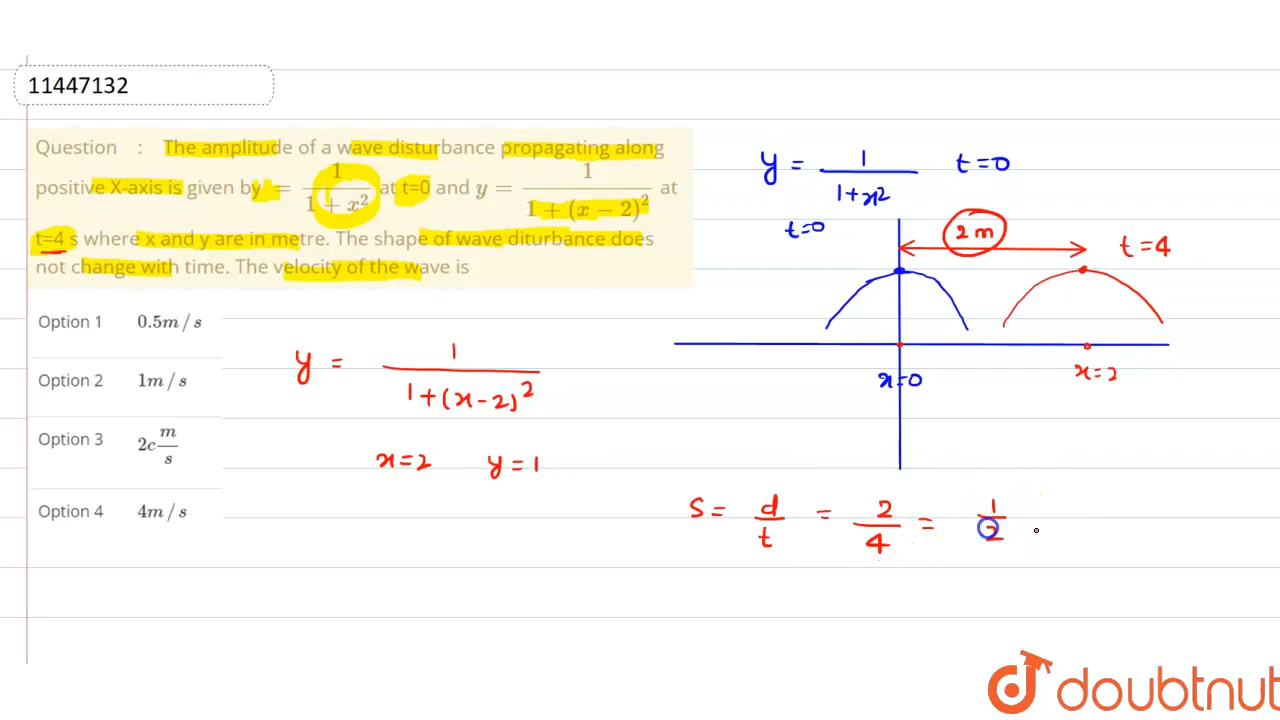 11447132
Question : The amplitude of a wave disturbance propagating along
positive X-axis is given by y = 1/(1 + x²) at t=0 and y = 1/(1 + (x − 2)²) at
t=4 s where x and y are in metre. The shape of wave diturbance does
not change with time. The velocity of the wave is
Option 1 0.5m/s
Option 2 1m/s
Option 3 2c m/s
Option 4 4m/s
y = 1/(1+(x-2)²)
x=2 y=1
y = 1/(1+x²) t=0
t=0
2m
t=4
x=0
x=2
S = d/t = 2/4 = 1/2
doubtnut